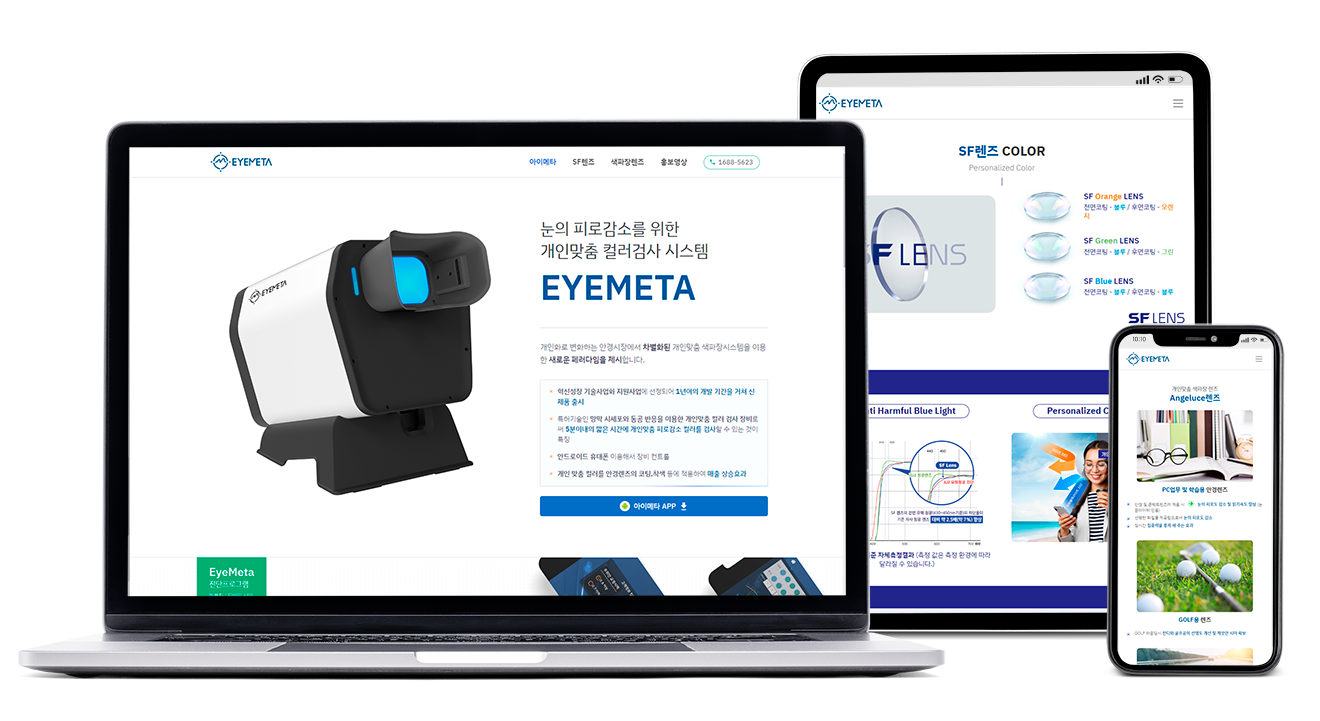 EYEMETA
아이메타 SF렌즈 색파장렌즈 홍보영상 1688-5623
EYEMETA
눈의 피로감소를 위한
개인맞춤 컬러검사 시스템
EYEMETA
개인화로 변화하는 안경시장에서 차별화된 개인맞춤 색파장시스템을 이용
한 새로운 페러다임을 제시합니다.
혁신성장 기술사업화 지원사업에 선정되어 1년여의 개발 기간을 거쳐 신
제품 출시
특허기술인 망막 시세포와 동공 반응을 이용한 개인맞춤 컬러 검사 장비로
써 5분이내의 짧은 시간에 개인맞춤 피로감소 컬러를 검사할 수 있는 것이
특징
안드로이드 휴대폰 이용해서 장비 컨트롤
개인 맞춤 컬러를 안경렌즈의 코팅,착색 등에 적용하여 매출 상승효과
아이메타 APP
EyeMeta
진단프로그램
EYEMETA
SF렌즈 COLOR
Personalized Color
SF LENS
SF Orange LENS
전면코팅 - 블루 / 후면코팅 - 오렌
지
SF Green LENS
전면코팅 - 블루 / 후면코팅 - 그린
SF Blue LENS
전면코팅 - 블루 / 후면코팅 - 블루
SF LENS
ti Harmful Blue Light
Personalized C
SF Lens
대비 약 2.5배(약 7%) 향상
준 자체측정결과 (측정 값은 측정 환경에 따라
달라질 수 있습니다.)
10:10
EYEMETA
개인맞춤 색파장 렌즈
Angeluce렌즈
PC업무 및 학습용 안경렌즈
눈의 피로도 감소 및 읽기속도 향상
GOLF용 렌즈